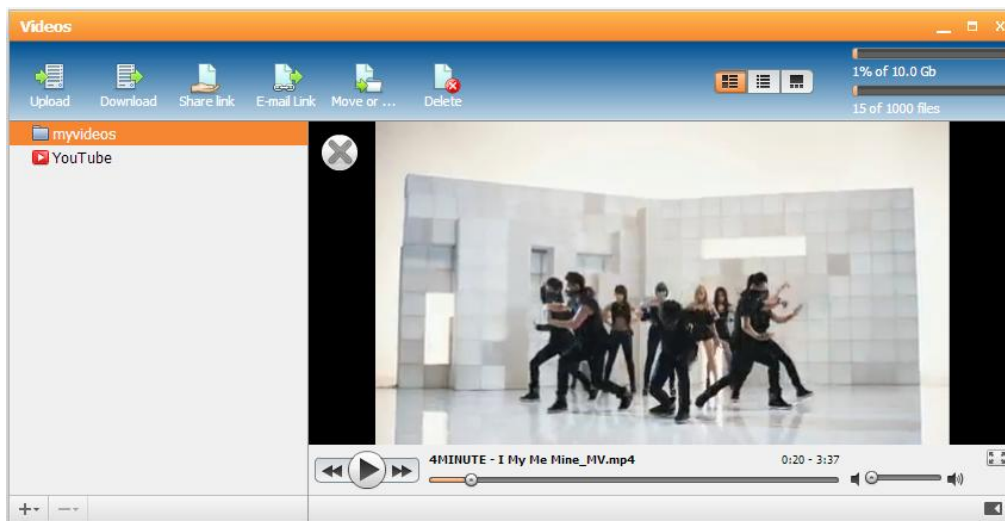 Videos
Upload
Download
Share link
E-mail Link
Move or ...
Delete
1% of 10.0 Gb
15 of 1000 files
myvideos
YouTube
4MINUTE - I My Me Mine_MV.mp4
0:20 - 3:37